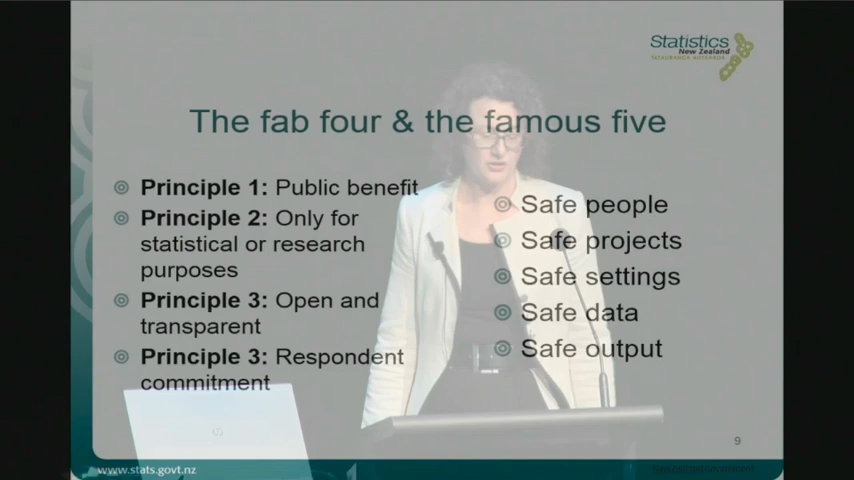 Statistics
New Zealand
The fab four & the famous five
Principle 1: Public benefit
Principle 2: Only for
statistical or research
purposes
Principle 3: Open and
transparent
Principle 3: Respondent
commitment
Safe people
Safe projects
Safe settings
Safe data
Safe output
9
www.stats.govt.nz